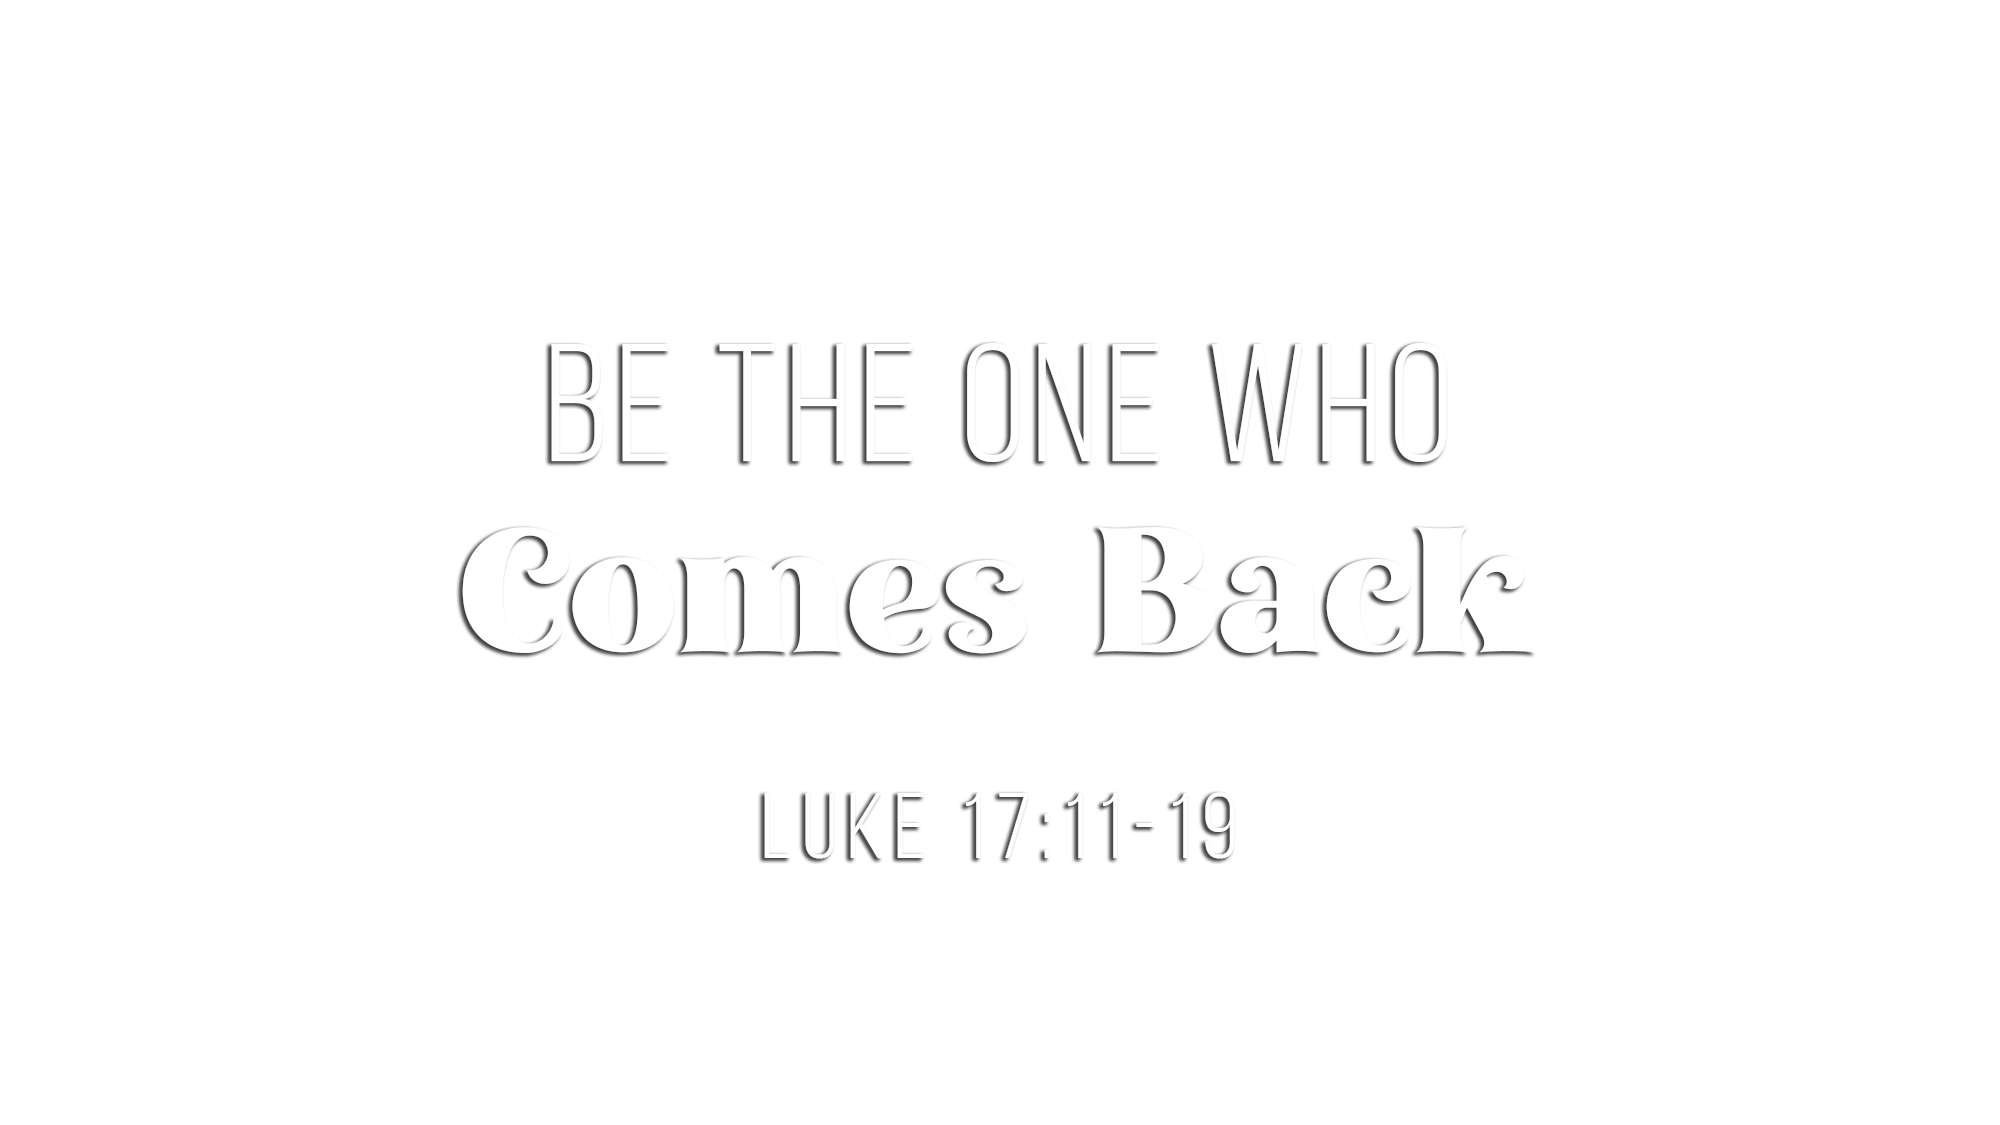 BE THE ONE WHO
Comes Back
LUKE 17:11-19